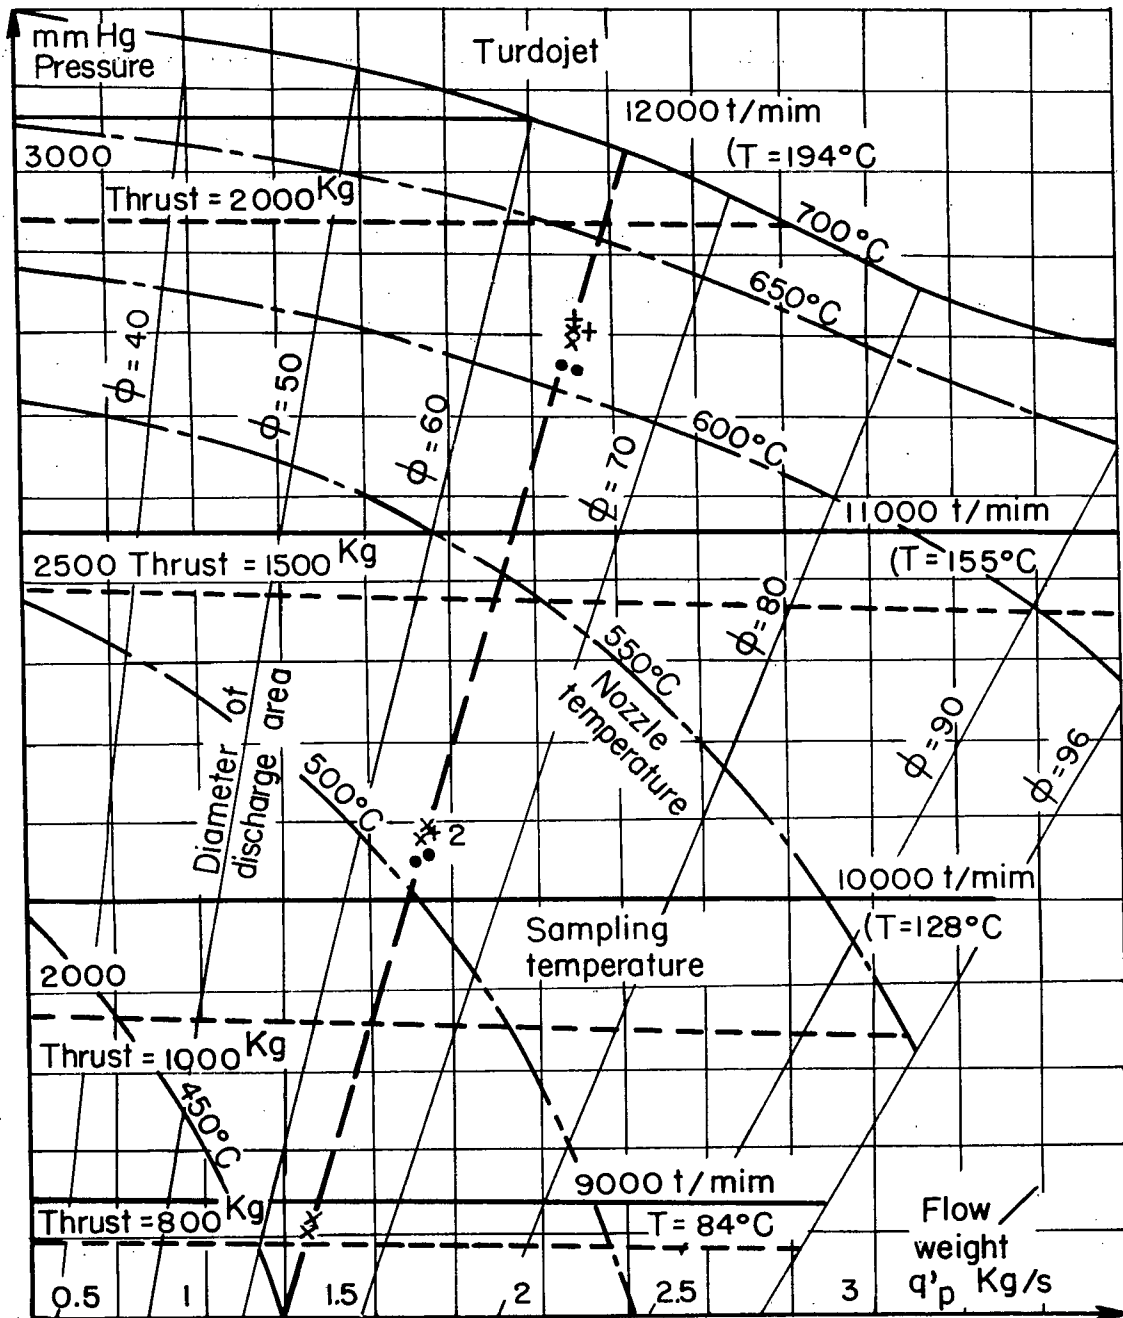 mm Hg
Pressure
Turdojet
12000 t/mim
(T = 194°C
3000
Thrust = 2000 Kg
700°C
650°C
ϕ = 40
ϕ = 50
ϕ = 60
ϕ = 70
600°C
11000 t/mim
(T = 155°C
2500 Thrust = 1500 Kg
ϕ = 80
550°C
Nozzle
temperature
Diameter of
discharge area
ϕ = 90
ϕ = 96
500°C
2
10000 t/mim
(T = 128°C
Sampling
temperature
2000
Thrust = 1000 Kg
450°C
9000 t/mim
T = 84°C
Thrust = 800 Kg
Flow
weight
q'p Kg/s
0.5 1 1.5 2 2.5 3